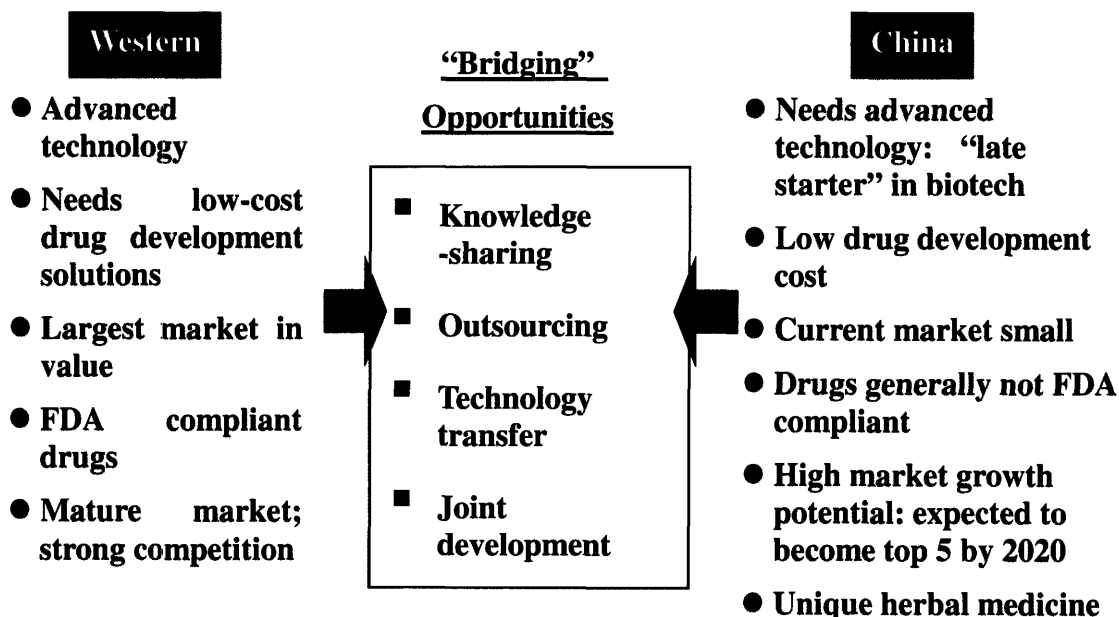 Western
● Advanced
technology
● Needs low-cost
drug development
solutions
● Largest market in
value
● FDA compliant
drugs
● Mature market;
strong competition
“Bridging”
Opportunities
■ Knowledge
-sharing
■ Outsourcing
■ Technology
transfer
■ Joint
development
China
● Needs advanced
technology: “late
starter” in biotech
● Low drug development
cost
● Current market small
● Drugs generally not FDA
compliant
● High market growth
potential: expected to
become top 5 by 2020
● Unique herbal medicine